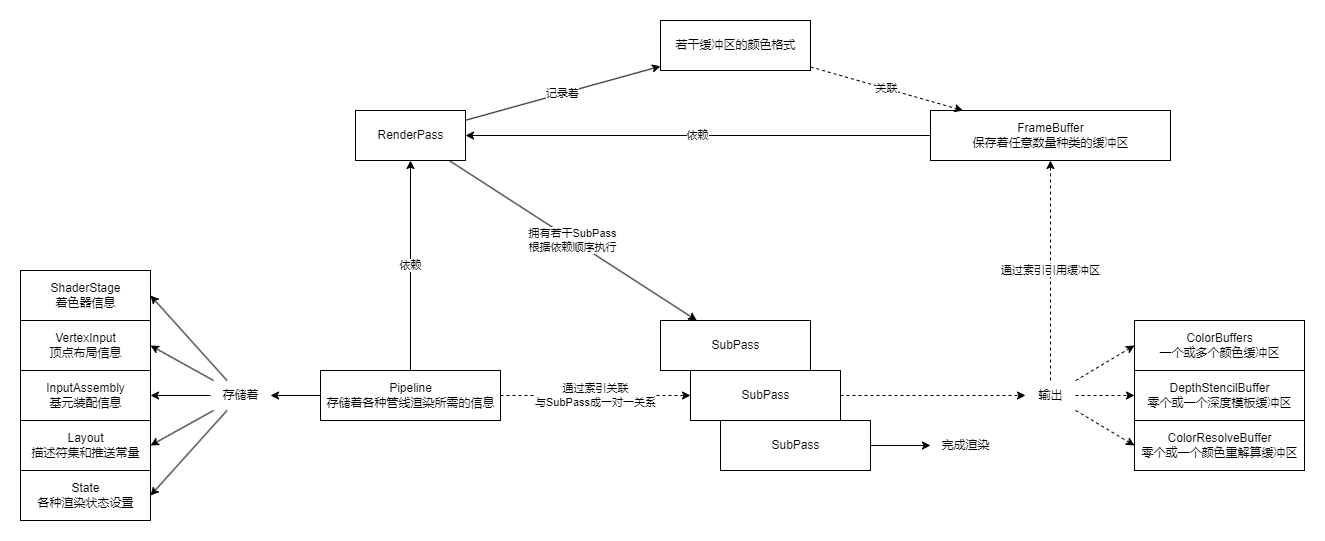 若干缓冲区的颜色格式
记录着
关联
RenderPass
依赖
FrameBuffer
保存着任意数量种类的缓冲区
拥有若干SubPass
根据依赖顺序执行
依赖
通过索引引用缓冲区
ShaderStage
着色器信息
VertexInput
顶点布局信息
InputAssembly
基元装配信息
Layout
描述符集和推送常量
State
各种渲染状态设置
存储着
Pipeline
存储着各种管线渲染所需的信息
通过索引关联
与SubPass成一对一关系
SubPass
SubPass
SubPass
完成渲染
输出
ColorBuffers
一个或多个颜色缓冲区
DepthStencilBuffer
零个或一个深度模板缓冲区
ColorResolveBuffer
零个或一个颜色重解算缓冲区